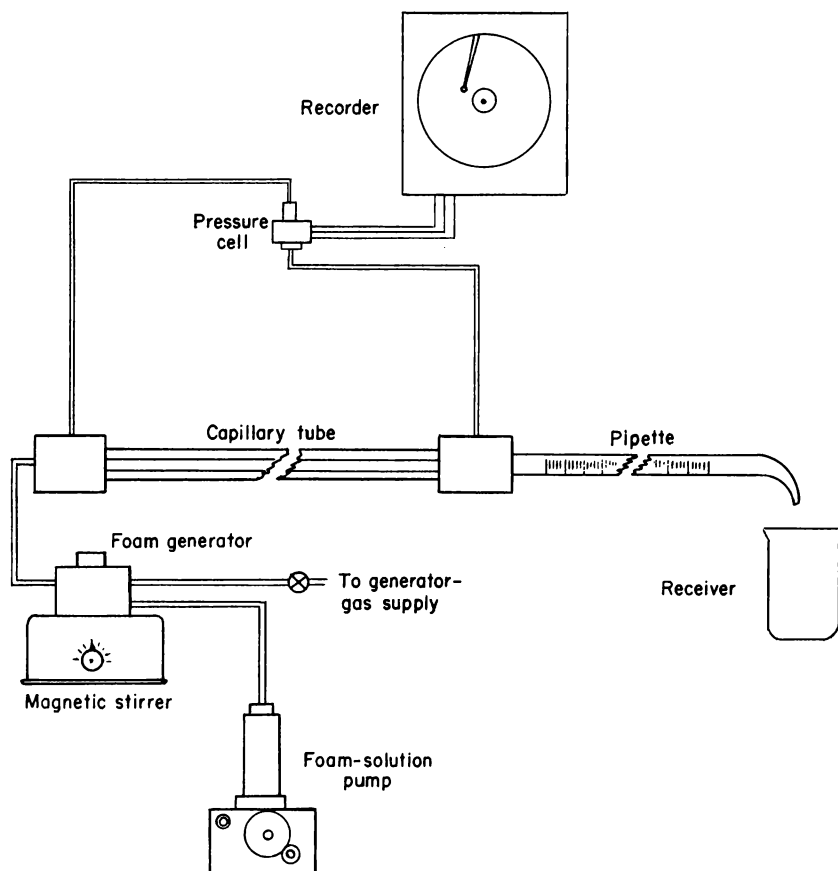 Recorder
Pressure
cell
Capillary tube
Pipette
Foam generator
To generator-
gas supply
Receiver
Magnetic stirrer
Foam-solution
pump